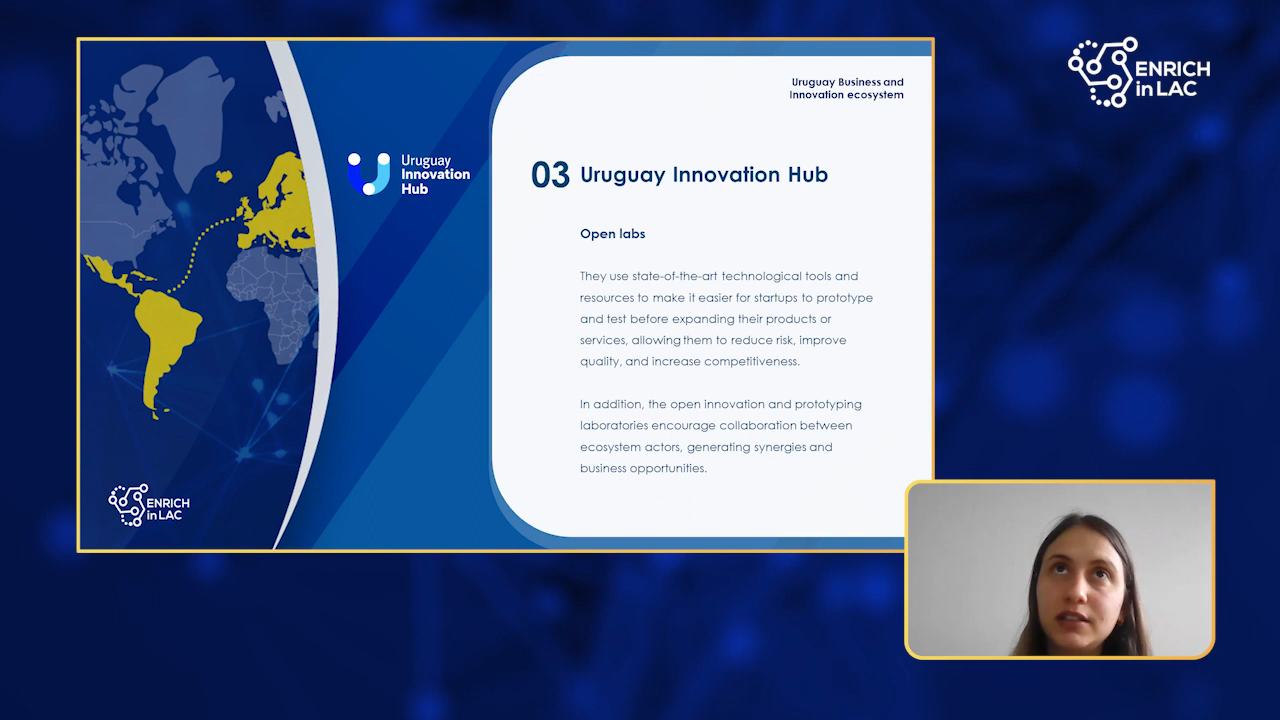 ENRICH
in LAC
Uruguay Business and
Innovation ecosystem
Uruguay
Innovation
Hub
03 Uruguay Innovation Hub
Open labs
They use state-of-the-art technological tools and
resources to make it easier for startups to prototype
and test before expanding their products or
services, allowing them to reduce risk, improve
quality, and increase competitiveness.
In addition, the open innovation and prototyping
laboratories encourage collaboration between
ecosystem actors, generating synergies and
business opportunities.
ENRICH
in LAC